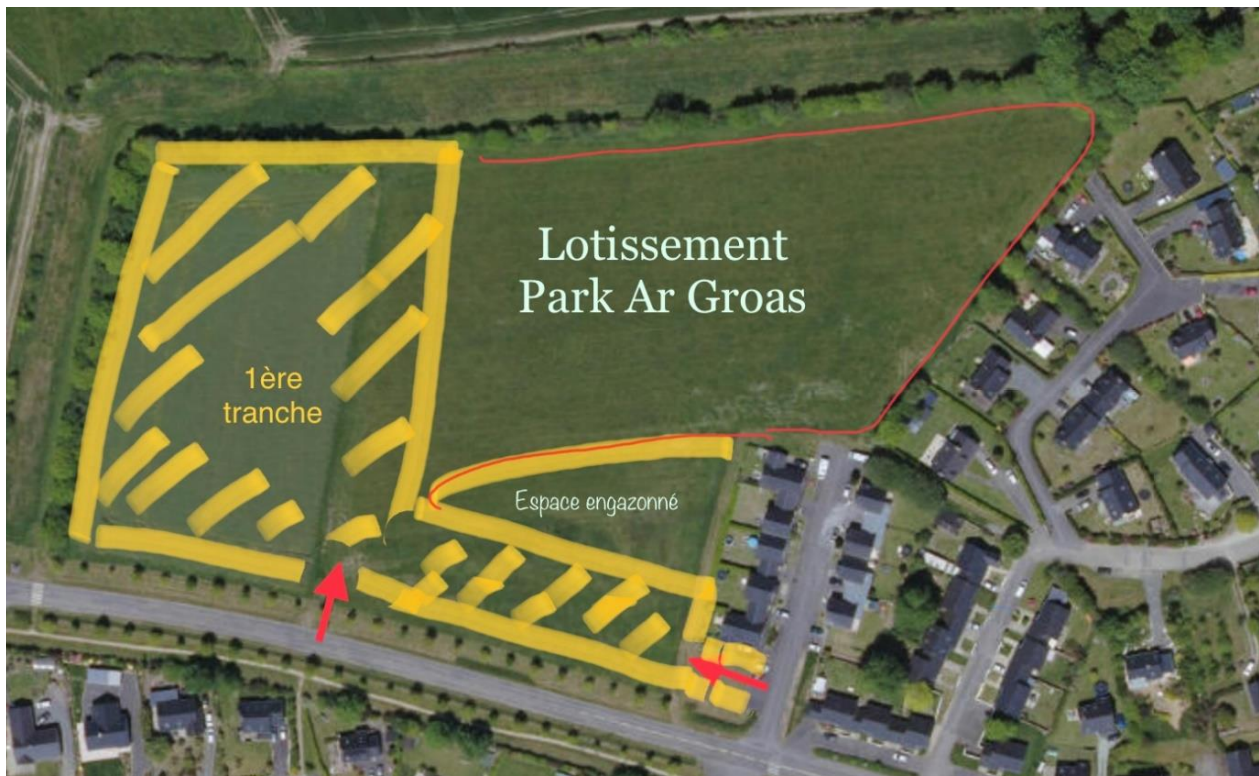 Lotissement
Park Ar Groas
1ère
tranche
Espace engazonné